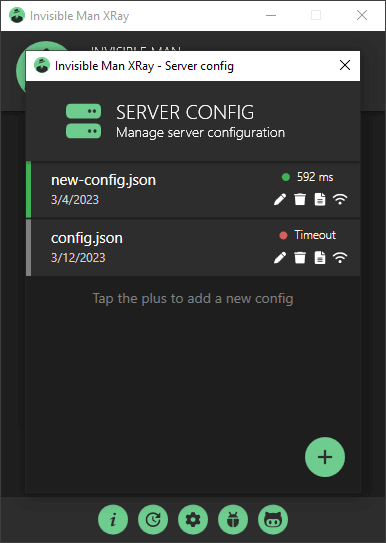 Invisible Man XRay
INVISIBLE MAN
Invisible Man XRay - Server config
SERVER CONFIG
Manage server configuration
new-config.json
592 ms
3/4/2023
config.json
Timeout
3/12/2023
Tap the plus to add a new config